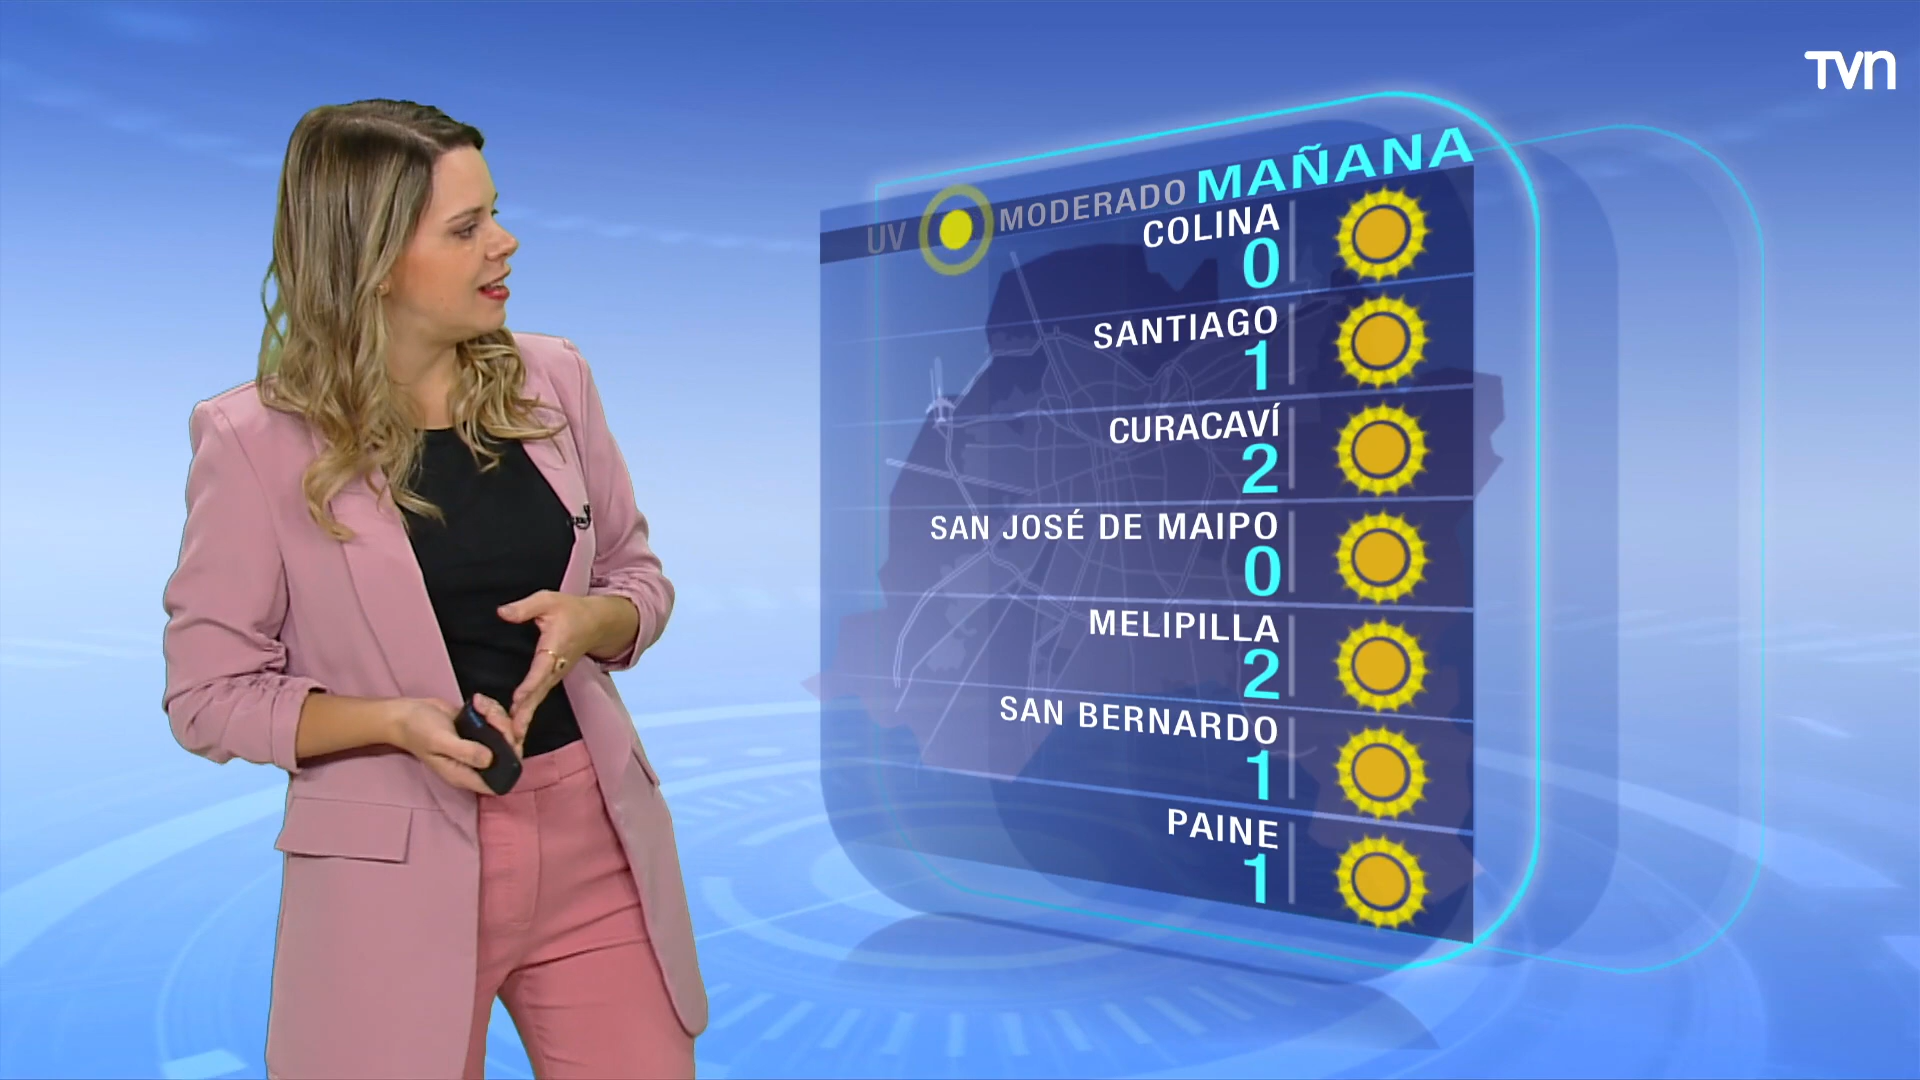 TVN
MAÑANA
UV MODERADO
COLINA
0
SANTIAGO
1
CURACAVÍ
2
SAN JOSÉ DE MAIPO
0
MELIPILLA
2
SAN BERNARDO
1
PAINE
1